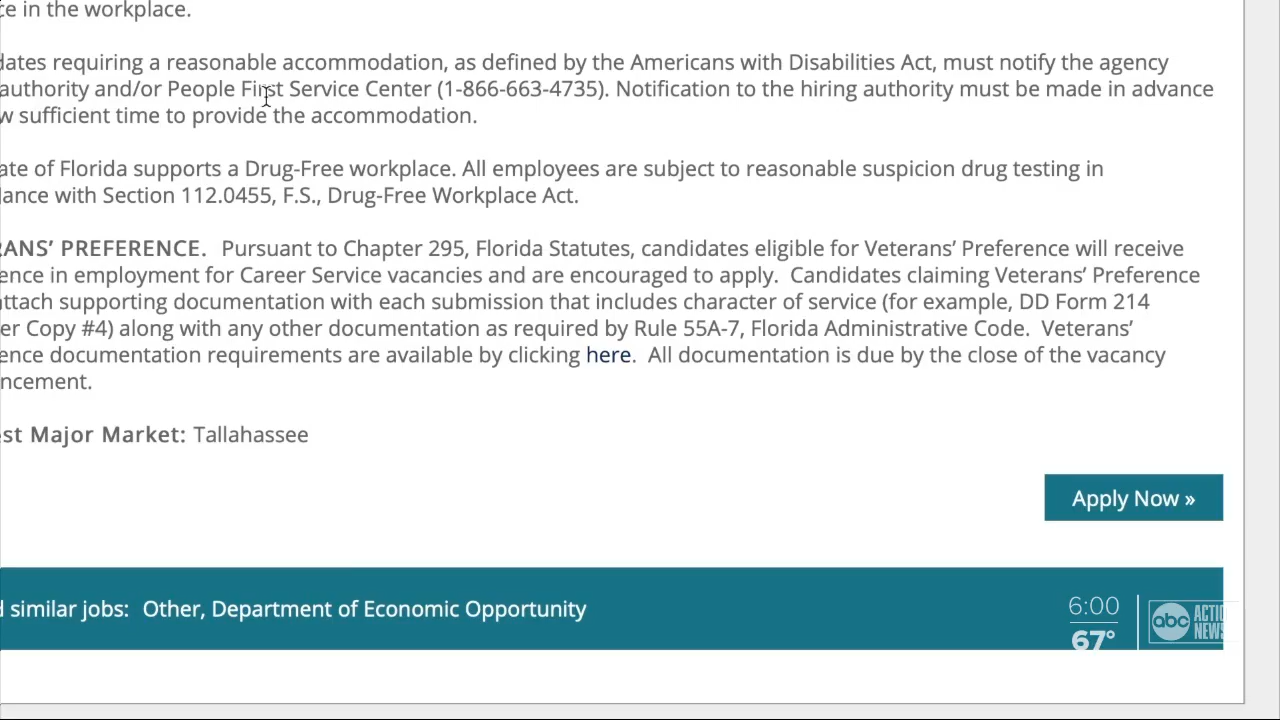 ce in the workplace.
dates requiring a reasonable accommodation, as defined by the Americans with Disabilities Act, must notify the agency
authority and/or People First Service Center (1-866-663-4735). Notification to the hiring authority must be made in advance
w sufficient time to provide the accommodation.
ate of Florida supports a Drug-Free workplace. All employees are subject to reasonable suspicion drug testing in
dance with Section 112.0455, F.S., Drug-Free Workplace Act.
RANS’ PREFERENCE. Pursuant to Chapter 295, Florida Statutes, candidates eligible for Veterans’ Preference will receive
ence in employment for Career Service vacancies and are encouraged to apply. Candidates claiming Veterans’ Preference
attach supporting documentation with each submission that includes character of service (for example, DD Form 214
er Copy #4) along with any other documentation as required by Rule 55A-7, Florida Administrative Code. Veterans’
ence documentation requirements are available by clicking here. All documentation is due by the close of the vacancy
ncement.
est Major Market: Tallahassee
Apply Now »
d similar jobs: Other, Department of Economic Opportunity
6:00
67°
abc ACTION NEWS